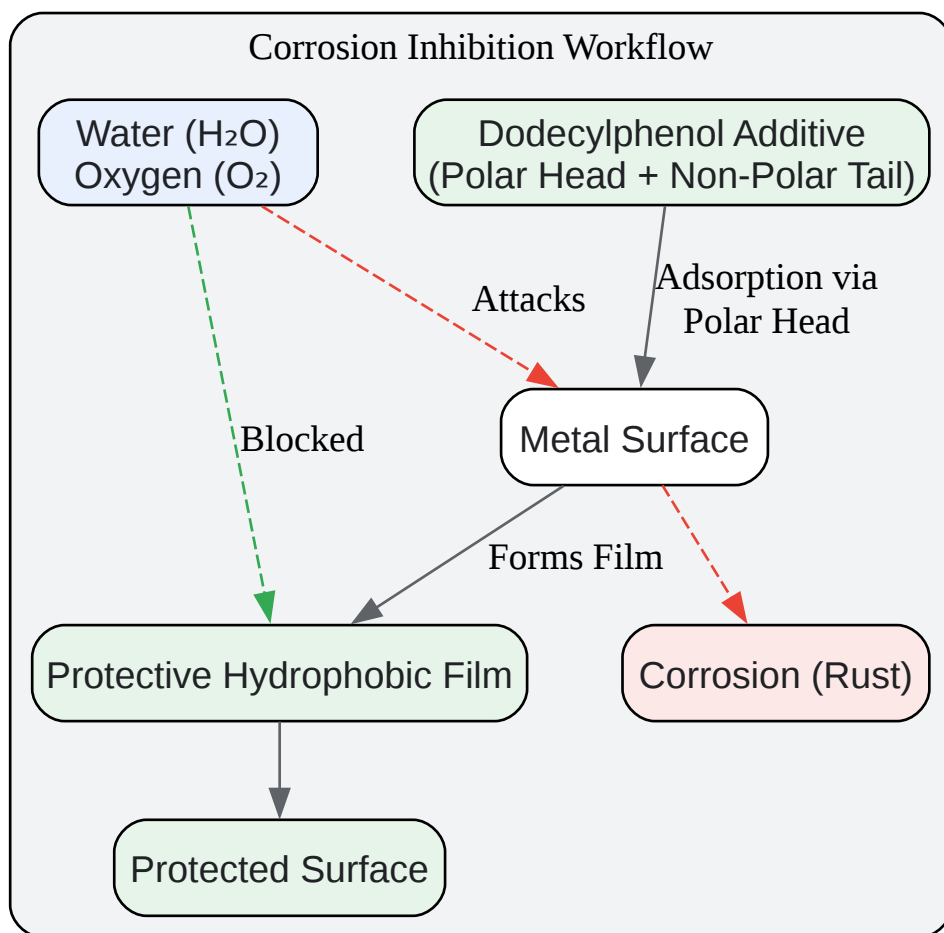 Corrosion Inhibition Workflow
Water (H₂O)
Oxygen (O₂)
Dodecylphenol Additive
(Polar Head + Non-Polar Tail)
Attacks
Adsorption via
Polar Head
Blocked
Metal Surface
Forms Film
Protective Hydrophobic Film
Corrosion (Rust)
Protected Surface